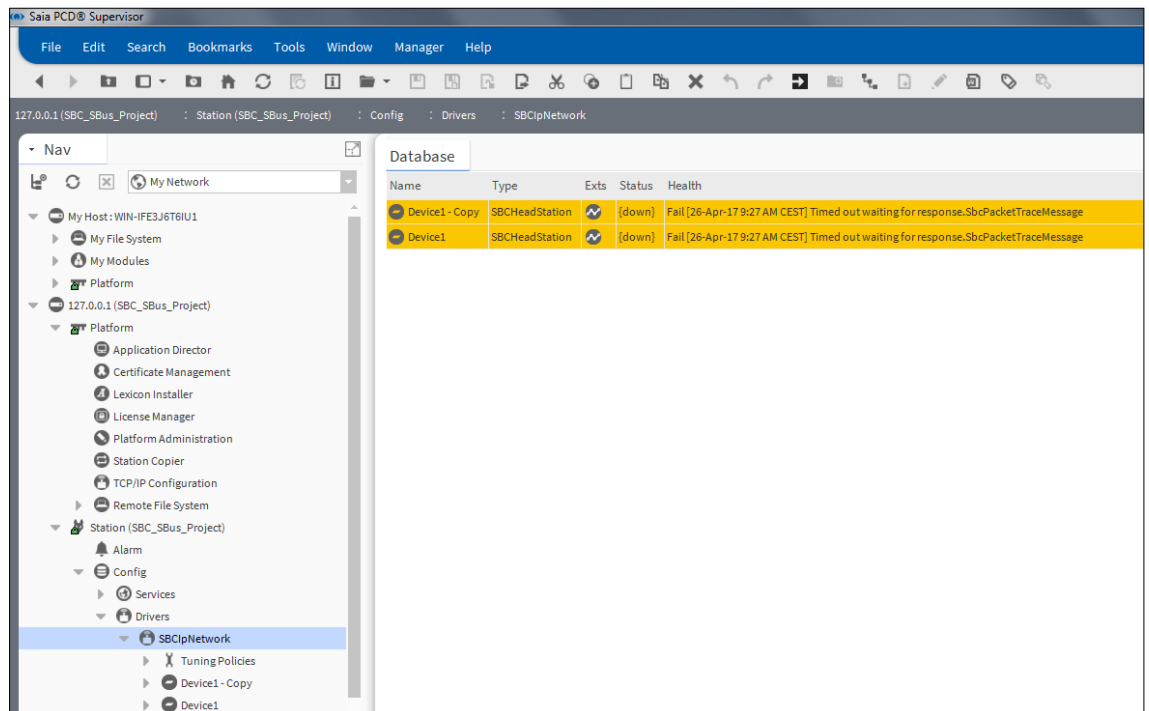 Saia PCD® Supervisor
File Edit Search Bookmarks Tools Window Manager Help
127.0.0.1 (SBC_SBus_Project) : Station (SBC_SBus_Project) : Config : Drivers : SBCIpNetwork
Nav
My Network
My Host : WIN-IFE3J6T6IU1
My File System
My Modules
Platform
127.0.0.1 (SBC_SBus_Project)
Platform
Application Director
Certificate Management
Lexicon Installer
License Manager
Platform Administration
Station Copier
TCP/IP Configuration
Remote File System
Station (SBC_SBus_Project)
Alarm
Config
Services
Drivers
SBCIpNetwork
Tuning Policies
Device1 - Copy
Device1
Database
Name Type Exts Status Health
Device1 - Copy SBCHeadStation {down} Fail [26-Apr-17 9:27 AM CEST] Timed out waiting for response.SbcPacketTraceMessage
Device1 SBCHeadStation {down} Fail [26-Apr-17 9:27 AM CEST] Timed out waiting for response.SbcPacketTraceMessage